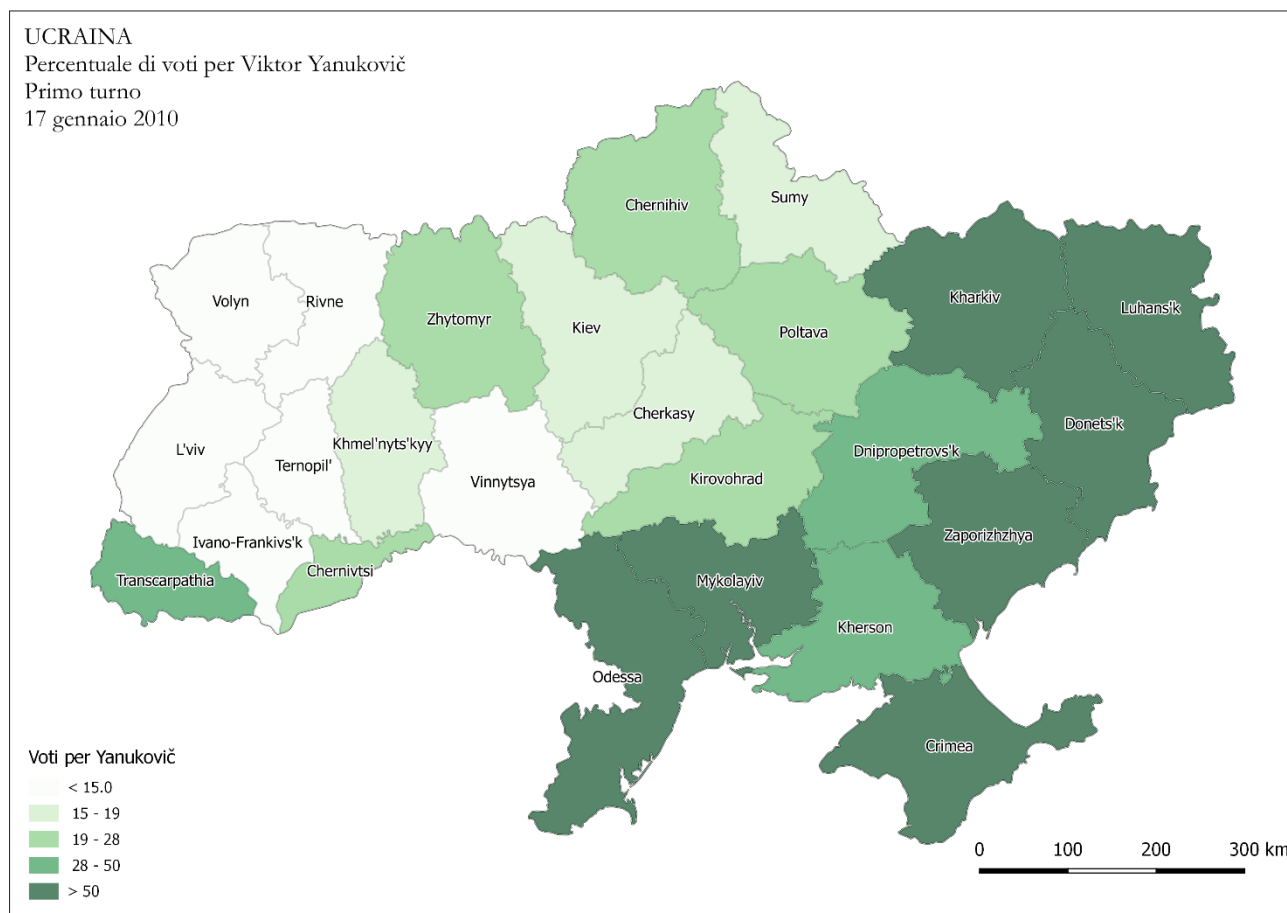 UCRAINA
Percentuale di voti per Viktor Yanukovič
Primo turno
17 gennaio 2010
Chernihiv
Sumy
Volyn
Rivne
Zhytomyr
Kiev
Poltava
Kharkiv
Luhans'k
L'viv
Ternopil'
Khmel'nyts'kyy
Vinnytsya
Cherkasy
Kirovohrad
Dnipropetrovs'k
Donets'k
Ivano-Frankivs'k
Transcarpathia
Chernivtsi
Mykolayiv
Zaporizhzhya
Kherson
Odessa
Crimea
Voti per Yanukovič
< 15.0
15 - 19
19 - 28
28 - 50
> 50
0 100 200 300 km